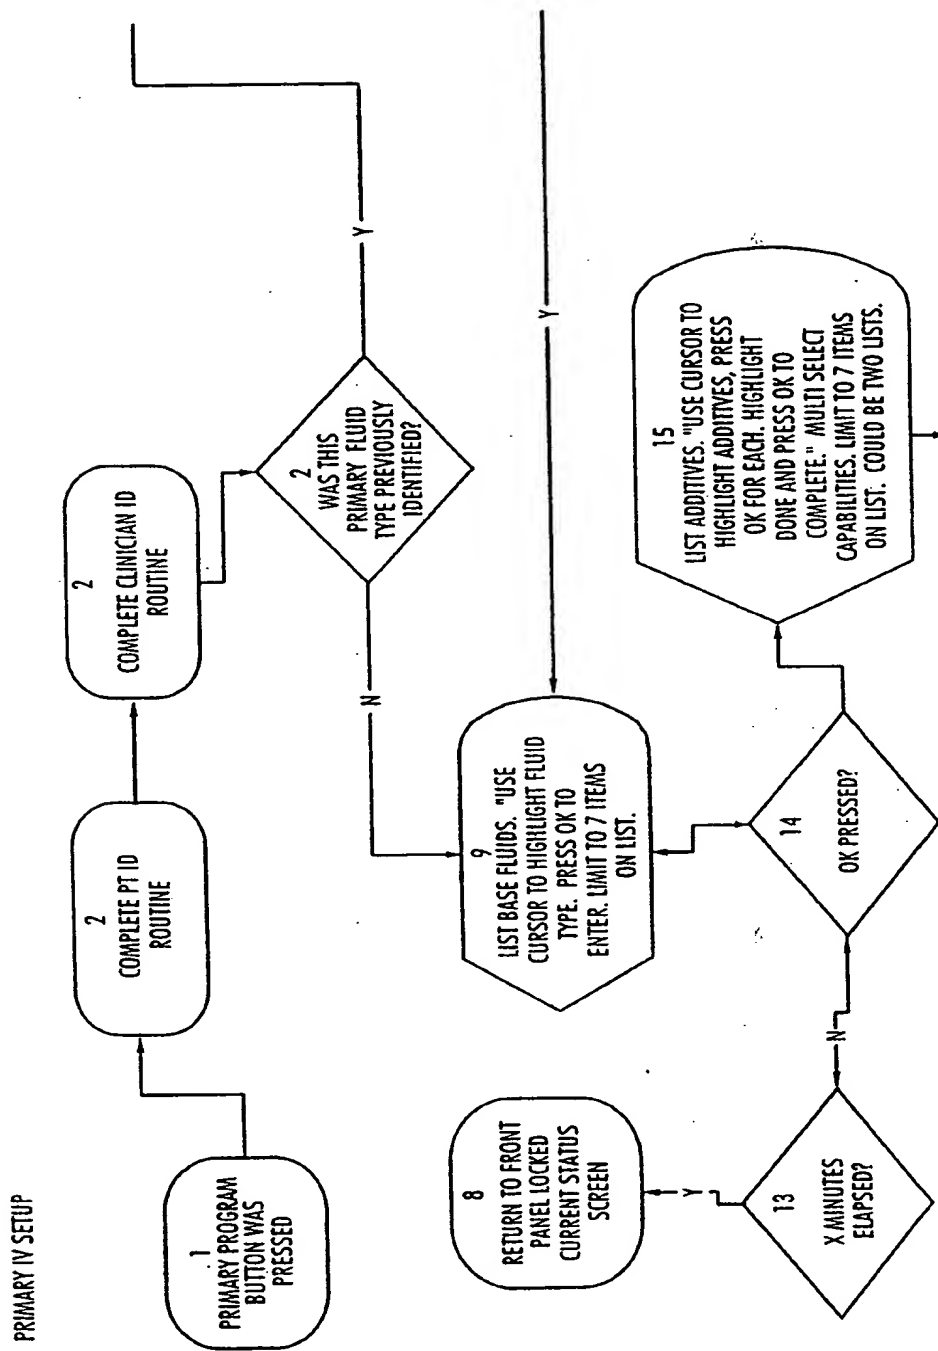 PRIMARY IV SETUP
1
PRIMARY PROGRAM
BUTTON WAS
PRESSED
2
COMPLETE PT ID
ROUTINE
2
COMPLETE CLINICIAN ID
ROUTINE
2
WAS THIS
PRIMARY FLUID
TYPE PREVIOUSLY
IDENTIFIED?
N
Y
8
RETURN TO FRONT
PANEL LOCKED
CURRENT STATUS
SCREEN
9
LIST BASE FLUIDS. "USE
CURSOR TO HIGHLIGHT FLUID
TYPE. PRESS OK TO
ENTER. LIMIT TO 7 ITEMS
ON LIST.
Y
Y
13
X MINUTES
ELAPSED?
N
14
OK PRESSED?
15
LIST ADDITIVES. "USE CURSOR TO
HIGHLIGHT ADDITIVES, PRESS
OK FOR EACH. HIGHLIGHT
DONE AND PRESS OK TO
COMPLETE." MULTI SELECT
CAPABILITIES. LIMIT TO 7 ITEMS
ON LIST. COULD BE TWO LISTS.